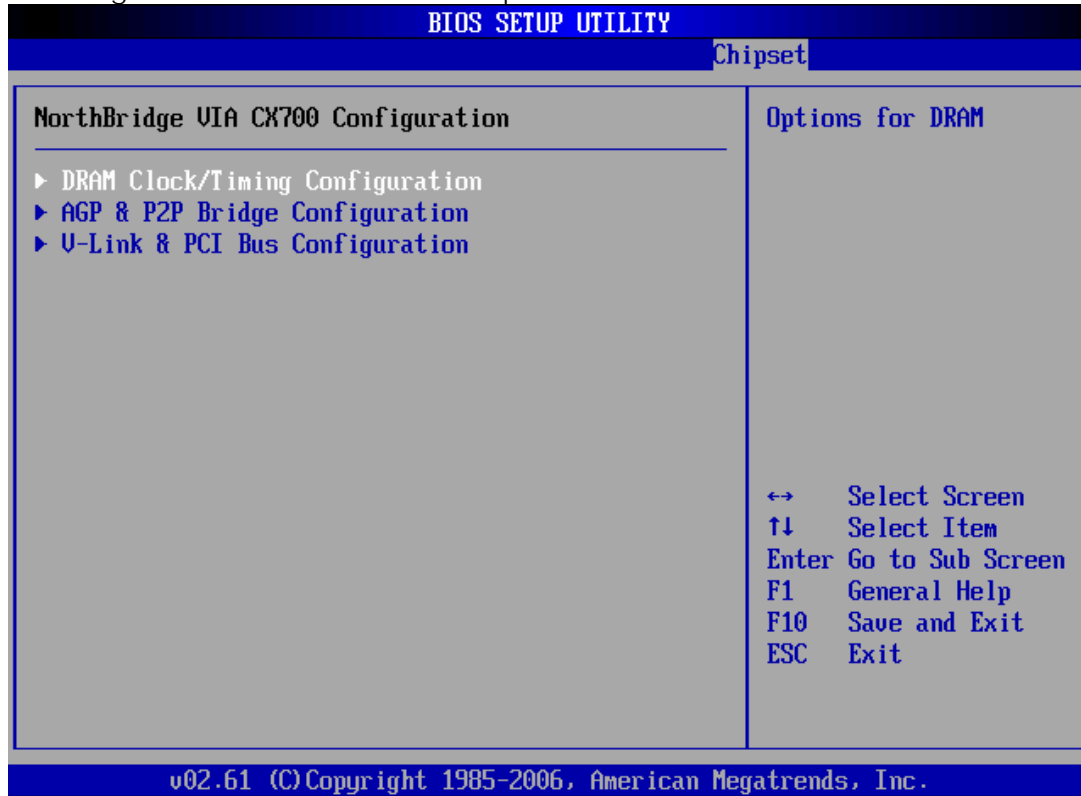 BIOS SETUP UTILITY
Chipset
NorthBridge VIA CX700 Configuration
▶ DRAM Clock/Timing Configuration
▶ AGP & P2P Bridge Configuration
▶ V-Link & PCI Bus Configuration
Options for DRAM
↔ Select Screen
↑↓ Select Item
Enter Go to Sub Screen
F1 General Help
F10 Save and Exit
ESC Exit
v02.61 (C)Copyright 1985-2006, American Megatrends, Inc.